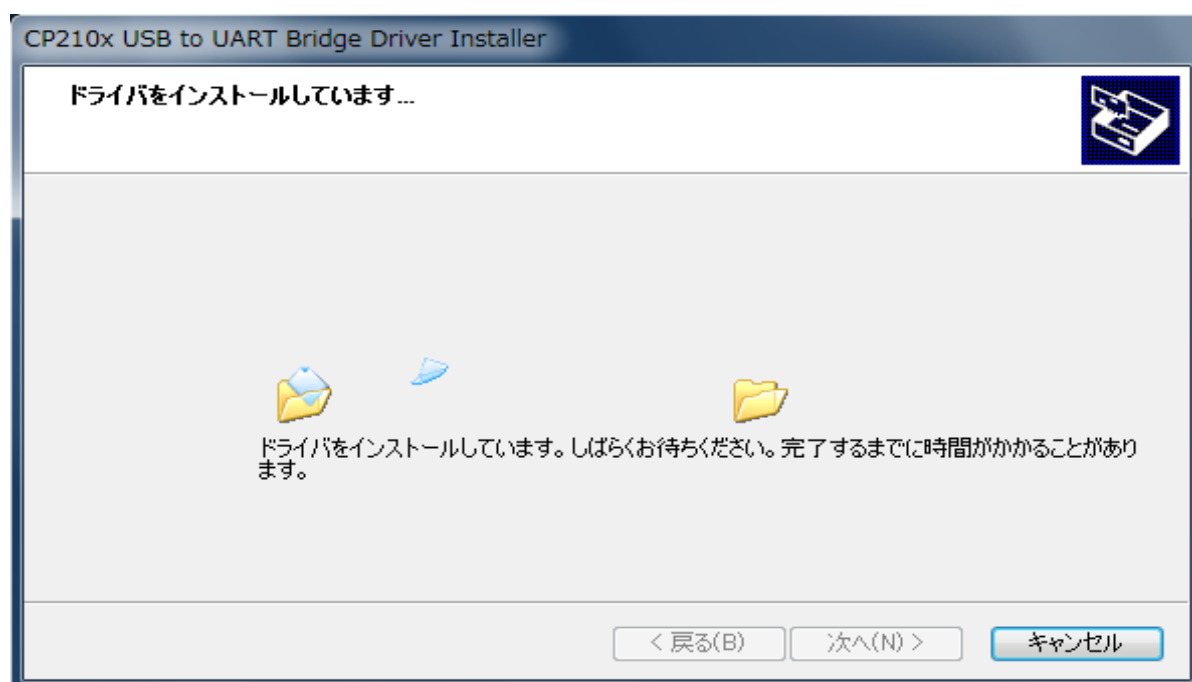 CP210x USB to UART Bridge Driver Installer
ドライバをインストールしています...
ドライバをインストールしています。しばらくお待ちください。完了するまでに時間がかかることがあり
ます。
< 戻る(B) 次へ(N) > キャンセル